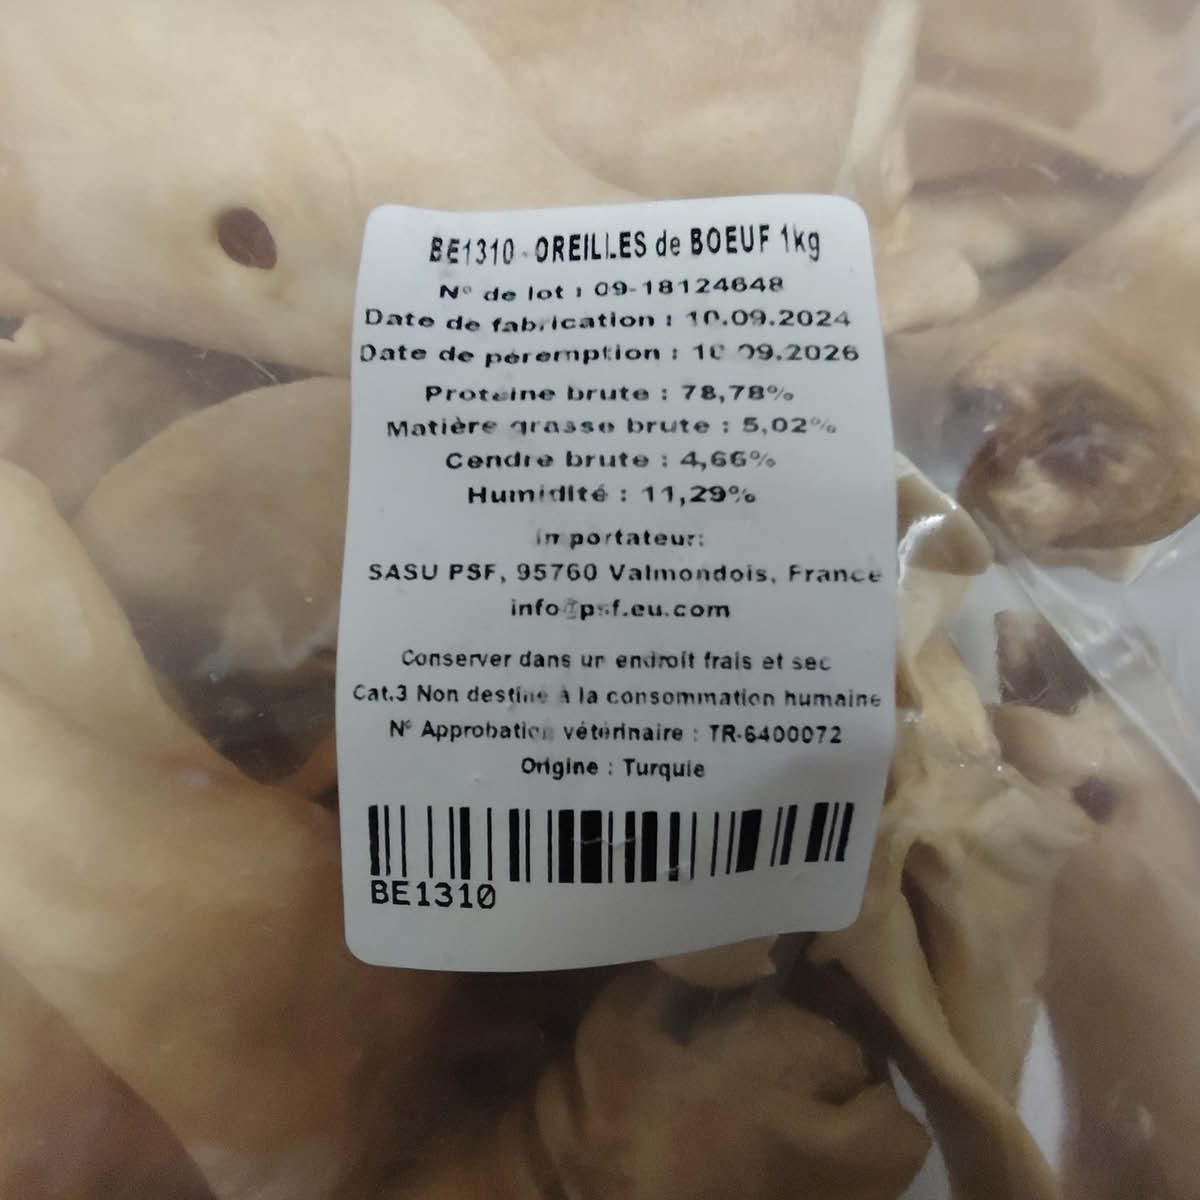 BE1310 - OREILLES de BOEUF 1kg
N° de lot : 09-18124648
Date de fabrication : 10.09.2024
Date de péremption : 10.09.2026
Protéine brute : 78,78%
Matière grasse brute : 5,02%
Cendre brute : 4,66%
Humidité : 11,29%
Importateur:
SASU PSF, 95760 Valmondois, France
info@psf.eu.com
Conserver dans un endroit frais et sec
Cat.3 Non destiné à la consommation humaine
N° Approbation vétérinaire : TR-6400072
Origine : Turquie
BE1310